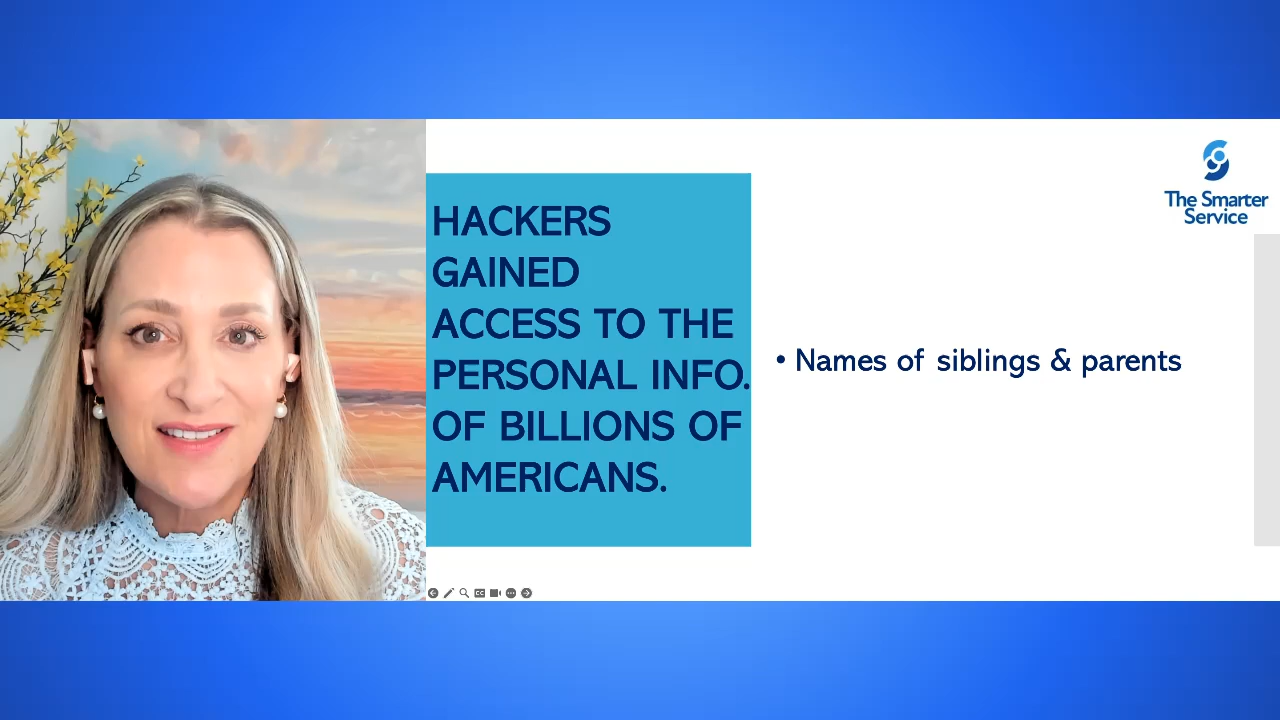 HACKERS
GAINED
ACCESS TO THE
PERSONAL INFO.
OF BILLIONS OF
AMERICANS.
• Names of siblings & parents
The Smarter
Service